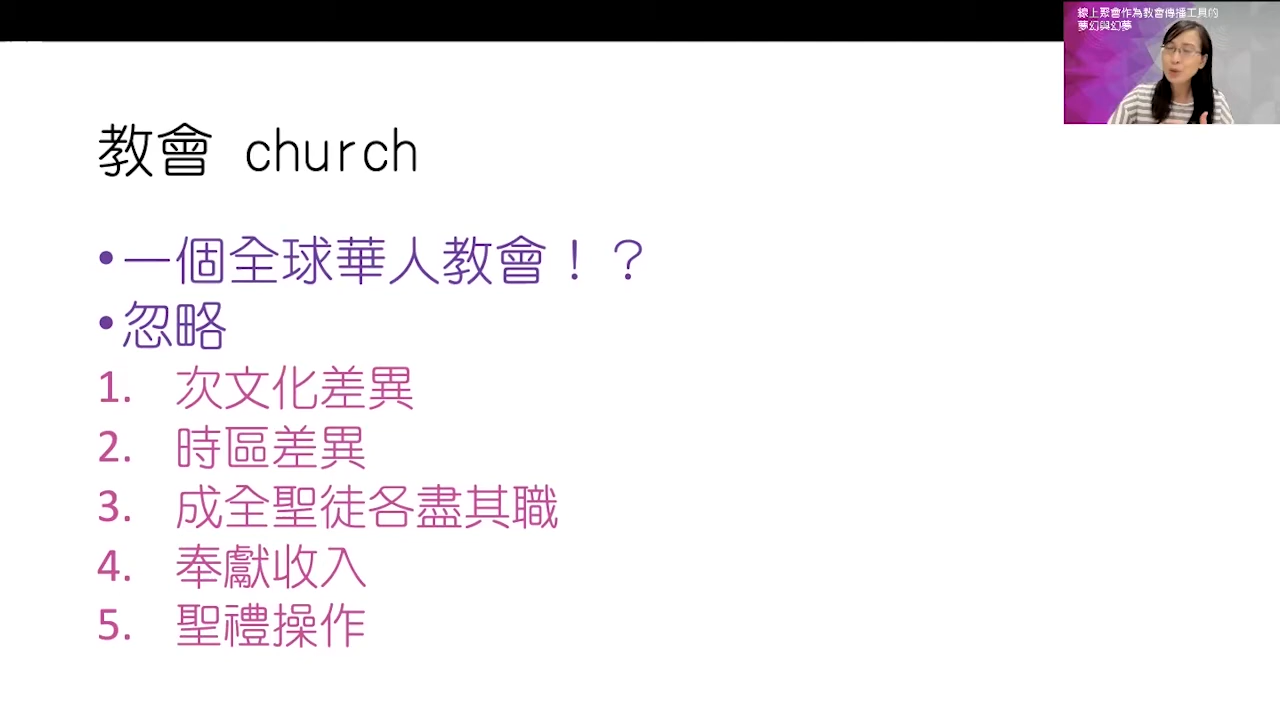 線上聚會作為教會傳播工具的
夢幻與幻夢
教會 church
•一個全球華人教會！？
•忽略
1. 次文化差異
2. 時區差異
3. 成全聖徒各盡其職
4. 奉獻收入
5. 聖禮操作